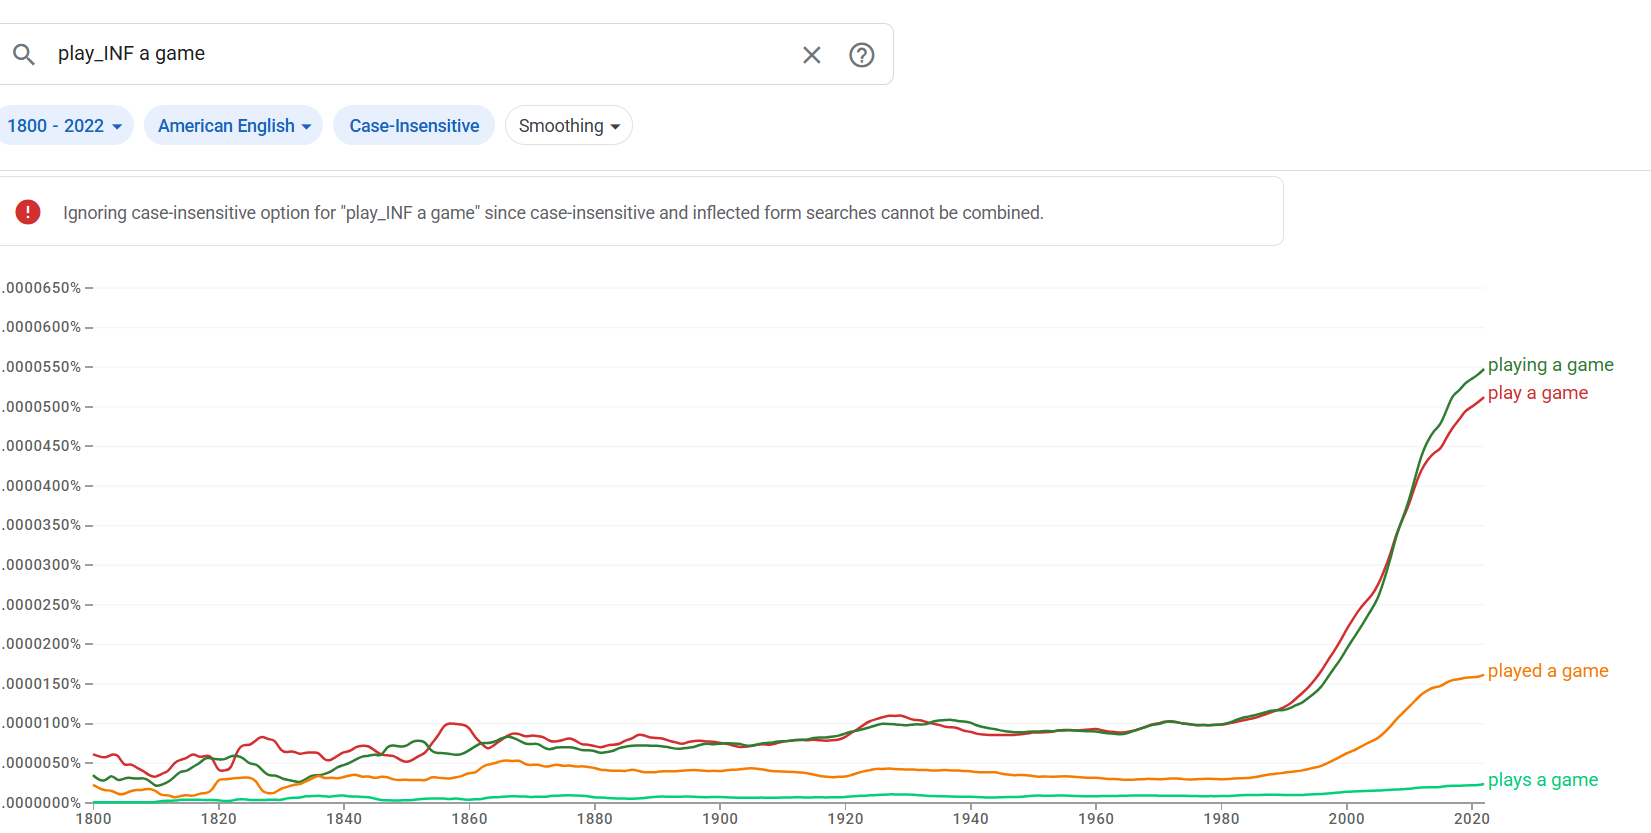 play_INF a game
1800 - 2022 American English Case-Insensitive Smoothing
Ignoring case-insensitive option for "play_INF a game" since case-insensitive and inflected form searches cannot be combined.
.0000650%
.0000600%
.0000550%
.0000500%
.0000450%
.0000400%
.0000350%
.0000300%
.0000250%
.0000200%
.0000150%
.0000100%
.0000050%
.0000000%
playing a game
play a game
played a game
plays a game
1800 1820 1840 1860 1880 1900 1920 1940 1960 1980 2000 2020